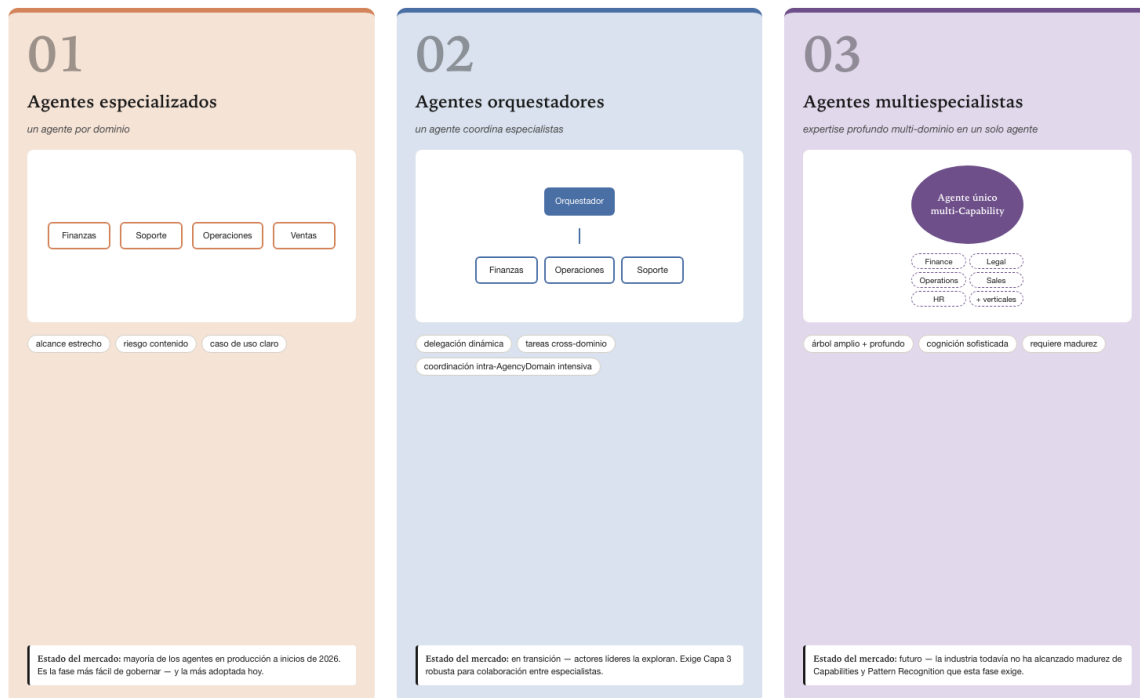 01
Agentes especializados
un agente por dominio
Finanzas
Soporte
Operaciones
Ventas
alcance estrecho
riesgo contenido
caso de uso claro
Estado del mercado: mayoría de los agentes en producción a inicios de 2026.
Es la fase más fácil de gobernar — y la más adoptada hoy.
02
Agentes orquestadores
un agente coordina especialistas
Orquestador
Finanzas
Operaciones
Soporte
delegación dinámica
tareas cross-dominio
coordinación intra-AgencyDomain intensiva
Estado del mercado: en transición — actores líderes la exploran. Exige Capa 3
robusta para colaboración entre especialistas.
03
Agentes multiespecialistas
expertise profundo multi-dominio en un solo agente
Agente único
multi-Capability
Finance
Legal
Operations
Sales
HR
+ verticales
árbol amplio + profundo
cognición sofisticada
requiere madurez
Estado del mercado: futuro — la industria todavía no ha alcanzado madurez de
Capabilities y Pattern Recognition que esta fase exige.